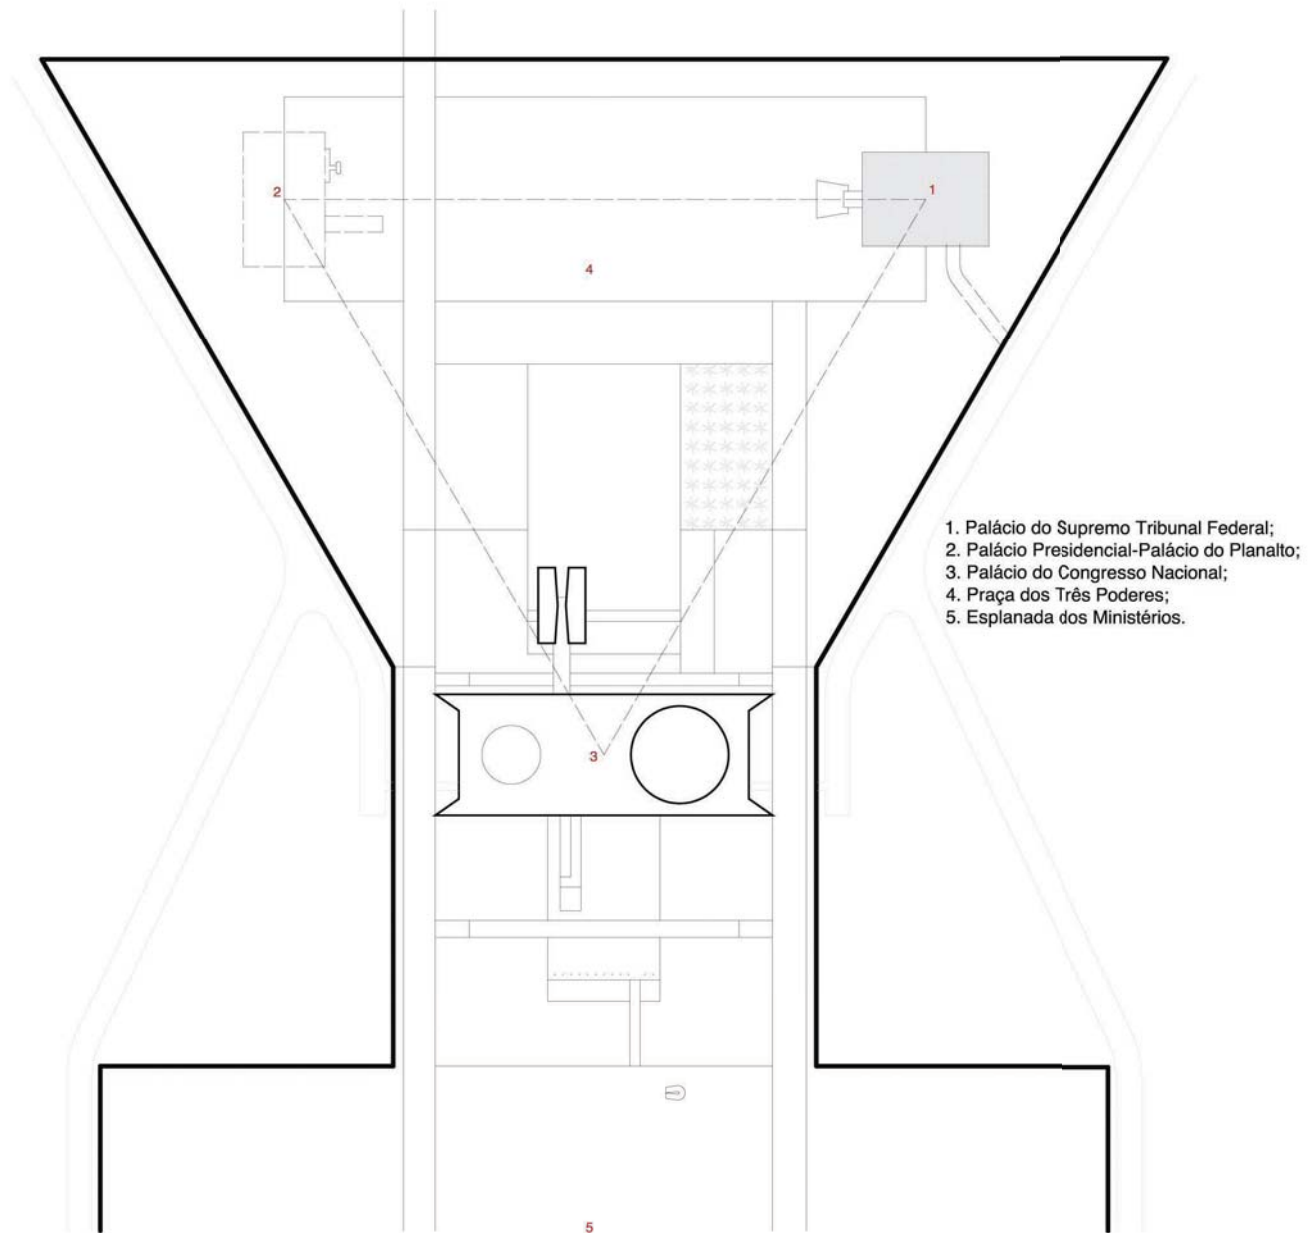 2
1
4
1. Palácio do Supremo Tribunal Federal;
2. Palácio Presidencial-Palácio do Planalto;
3. Palácio do Congresso Nacional;
4. Praça dos Três Poderes;
5. Esplanada dos Ministérios.
3
5